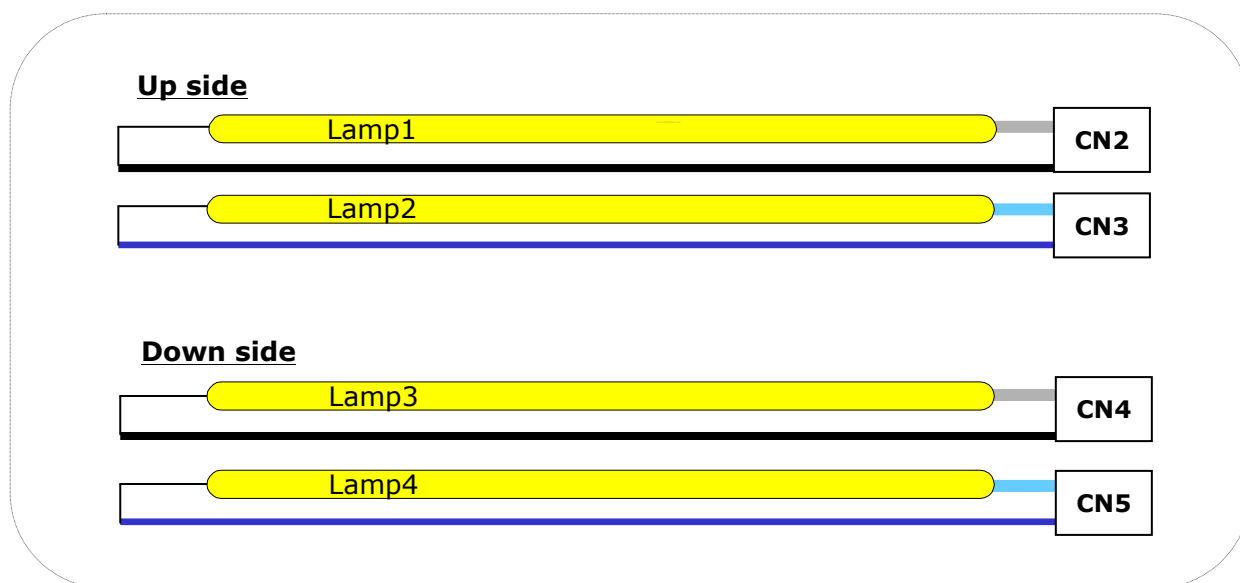 Up side
Lamp1
CN2
Lamp2
CN3
Down side
Lamp3
CN4
Lamp4
CN5